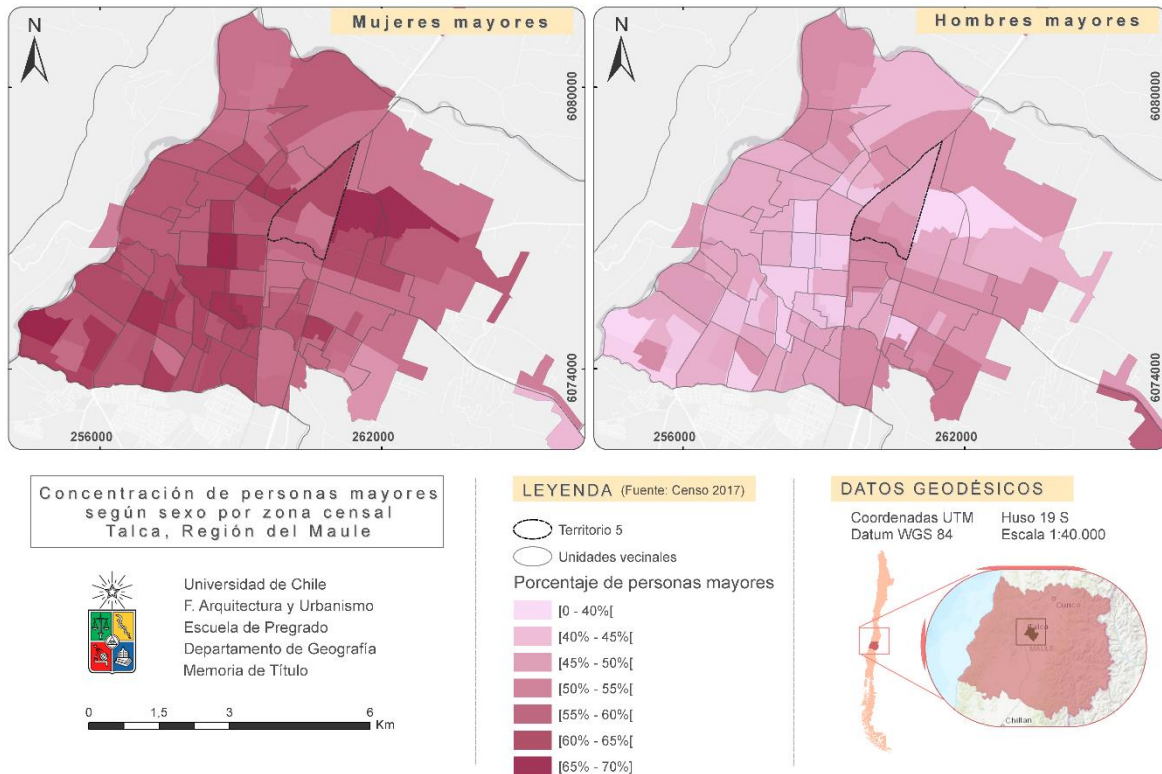 N
Mujeres mayores
6080000
6074000
256000
262000
N
Hombres mayores
6080000
6074000
256000
262000
Concentración de personas mayores
según sexo por zona censal
Talca, Región del Maule
Universidad de Chile
F. Arquitectura y Urbanismo
Escuela de Pregrado
Departamento de Geografía
Memoria de Título
0 1,5 3 6
Km
LEYENDA (Fuente: Censo 2017)
Territorio 5
Unidades vecinales
Porcentaje de personas mayores
[0 - 40%[
[40% - 45%[
[45% - 50%[
[50% - 55%[
[55% - 60%[
[60% - 65%[
[65% - 70%]
DATOS GEODÉSICOS
Coordenadas UTM Huso 19 S
Datum WGS 84 Escala 1:40.000
Talca
MAULE
Chillan